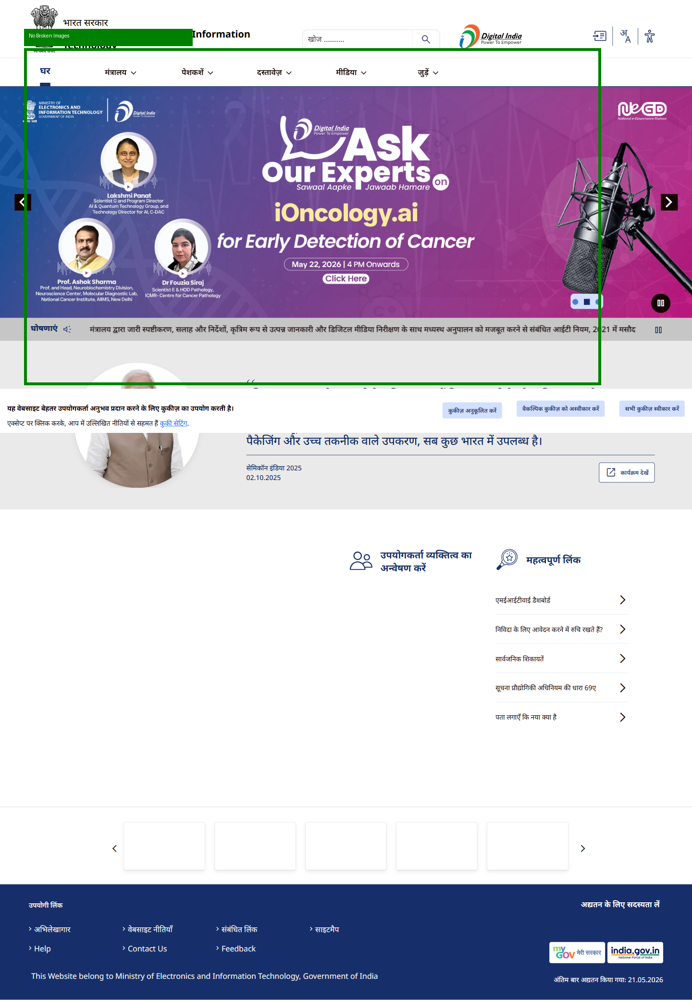 भारत सरकार
No Broken Images
Information
Technology
सत्यमेव जयते
खोज ..........
Digital India
Power To Empower
अ
A
घर
मंत्रालय
पेशकशें
दस्तावेज़
मीडिया
जुड़ें
MINISTRY OF
ELECTRONICS AND
INFORMATION TECHNOLOGY
GOVERNMENT OF INDIA
Digital India
Power To Empower
NeGD
National e-Governance Division
Digital India
Power To Empower
Ask
Our Experts
Sawaal Aapke Jawaab Hamare
on
iOncology.ai
for Early Detection of Cancer
May 22, 2026 | 4 PM Onwards
Click Here
Lakshmi Panat
Scientist G and Program Director
AI & Quantum Technology Group, and
Technology Director for AI, C-DAC
Prof. Ashok Sharma
Prof. and Head, Neurobiochemistry Division,
Neuroscience Center, Molecular Diagnostic Lab,
National Cancer Institute, AIIMS, New Delhi
Dr Fouzia Siraj
Scientist E & HOD Pathology,
ICMR- Centre for Cancer Pathology
घोषणाएं
मंत्रालय द्वारा जारी स्पष्टीकरण, सलाह और निर्देशों, कृत्रिम रूप से उत्पन्न जानकारी और डिजिटल मीडिया निरीक्षण के साथ मध्यस्थ अनुपालन को मजबूत करने से संबंधित आईटी नियम, 2021 में मसौद
यह वेबसाइट बेहतर उपयोगकर्ता अनुभव प्रदान करने के लिए कुकीज़ का उपयोग करती है।
एक्सेप्ट पर क्लिक करके, आप में उल्लिखित नीतियों से सहमत हैं कुकी सेटिंग.
कुकीज़ अनुकूलित करें
वैकल्पिक कुकीज़ को अस्वीकार करें
सभी कुकीज़ स्वीकार करें
पैकेजिंग और उच्च तकनीक वाले उपकरण, सब कुछ भारत में उपलब्ध है।
सेमिकॉन इंडिया 2025
02.10.2025
कार्यक्रम देखें
उपयोगकर्ता व्यक्तित्व का
अन्वेषण करें
महत्वपूर्ण लिंक
एमईआईटीवाई डैशबोर्ड
निविदा के लिए आवेदन करने में रुचि रखते हैं?
सार्वजनिक शिकायतें
सूचना प्रौद्योगिकी अधिनियम की धारा 69ए
पता लगाएँ कि नया क्या है
उपयोगी लिंक
अद्यतन के लिए सदस्यता लें
अभिलेखागार
वेबसाइट नीतियाँ
संबंधित लिंक
साइटमैप
Help
Contact Us
Feedback
my
GOV मेरी सरकार
india.gov.in
National Portal of India
This Website belong to Ministry of Electronics and Information Technology, Government of India
अंतिम बार अद्यतन किया गया: 21.05.2026